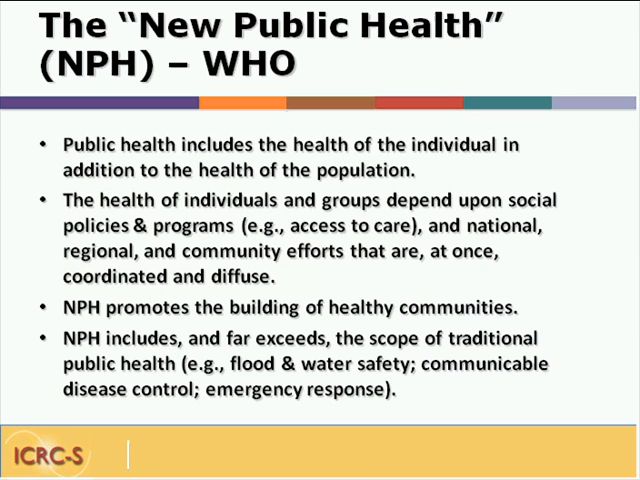 The “New Public Health”
(NPH) – WHO
• Public health includes the health of the individual in
addition to the health of the population.
• The health of individuals and groups depend upon social
policies & programs (e.g., access to care), and national,
regional, and community efforts that are, at once,
coordinated and diffuse.
• NPH promotes the building of healthy communities.
• NPH includes, and far exceeds, the scope of traditional
public health (e.g., flood & water safety; communicable
disease control; emergency response).
ICRC-S